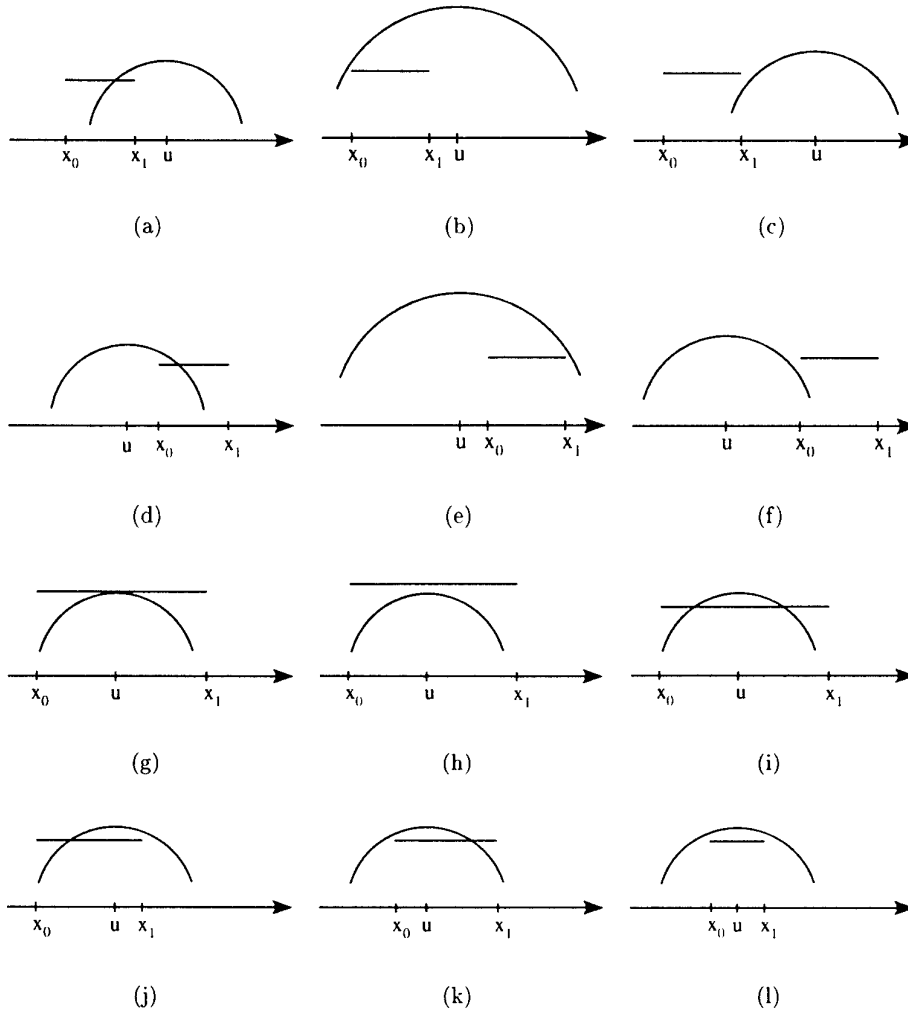 x₀ x₁ u
x₀ x₁ u
x₀ x₁ u
(a) (b) (c)
u x₀ x₁
u x₀ x₁
u x₀ x₁
(d) (e) (f)
x₀ u x₁
x₀ u x₁
x₀ u x₁
(g) (h) (i)
x₀ u x₁
x₀ u x₁
x₀ u x₁
(j) (k) (l)